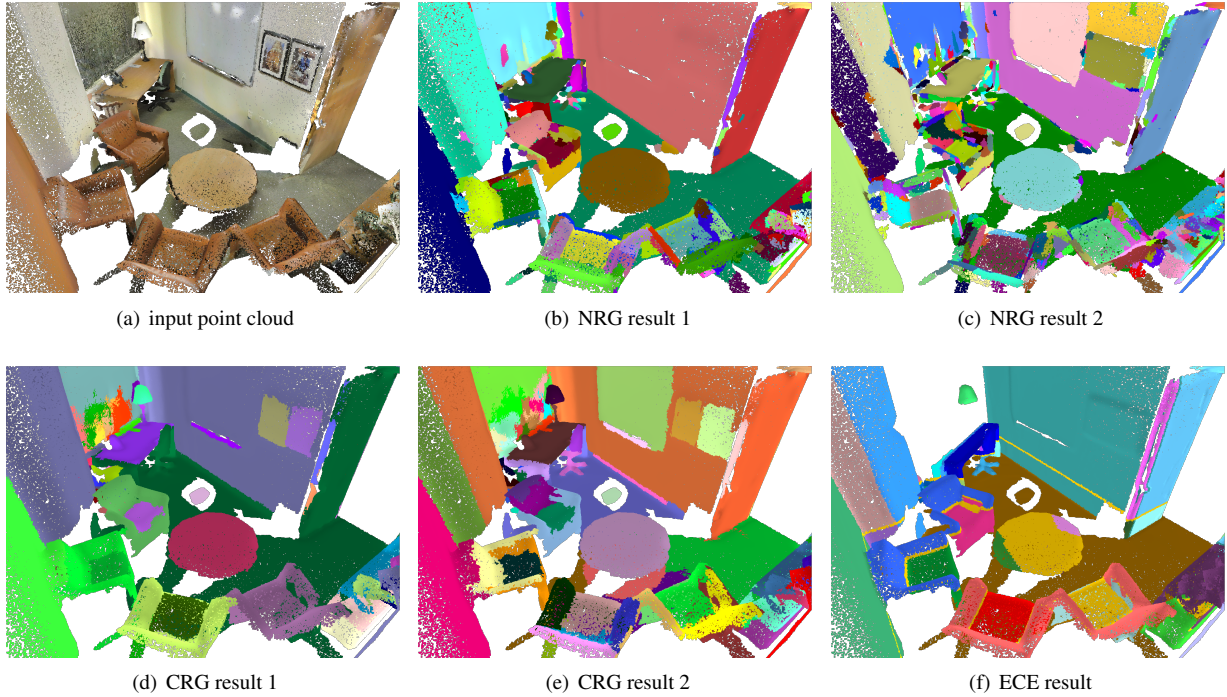 (a) input point cloud
(b) NRG result 1
(c) NRG result 2
(d) CRG result 1
(e) CRG result 2
(f) ECE result